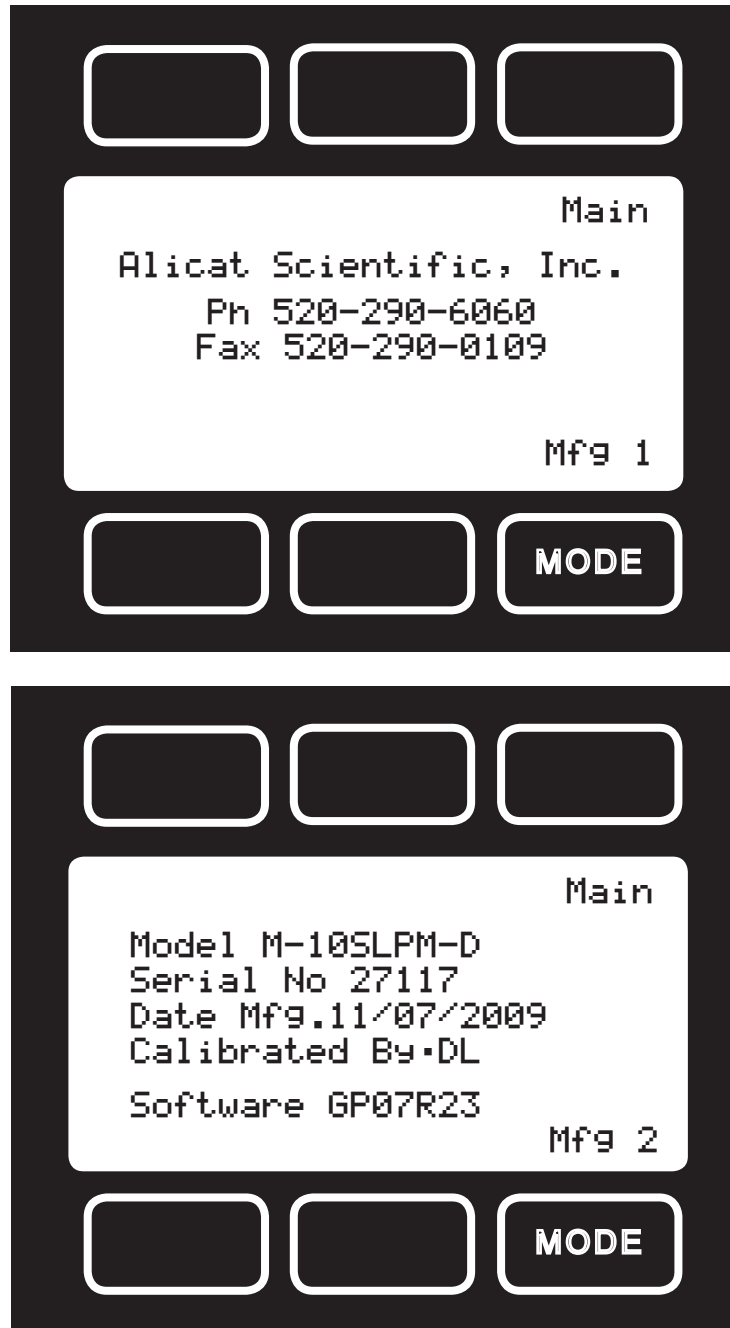 Main
Alicat Scientific, Inc.
Ph 520-290-6060
Fax 520-290-0109
Mfg 1
MODE
Main
Model M-10SLPM-D
Serial No 27117
Date Mfg.11/07/2009
Calibrated By·DL
Software GP07R23
Mfg 2
MODE